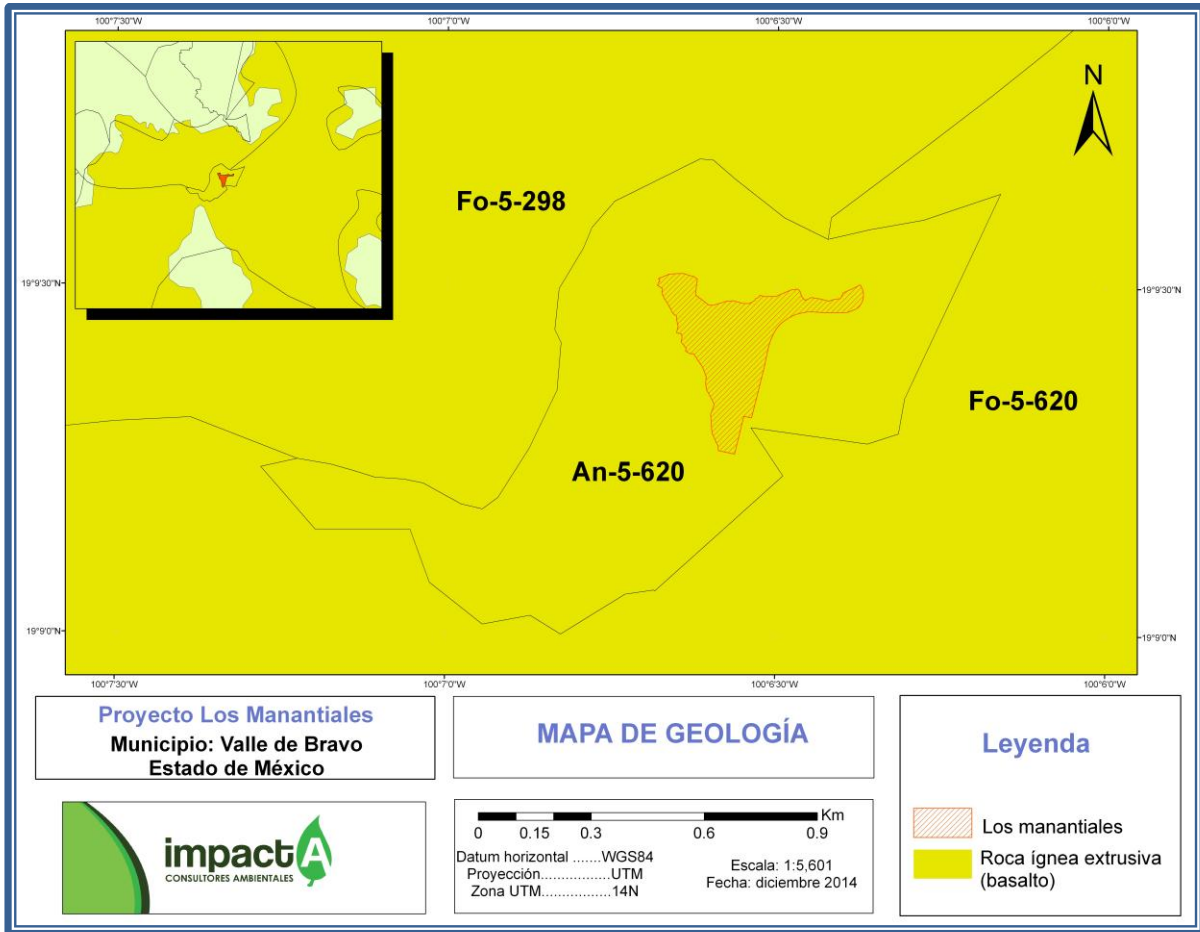 100°7'30"W 100°7'0"W 100°6'30"W 100°6'0"W
N
Fo-5-298
19°9'30"N 19°9'30"N
Fo-5-620
An-5-620
19°9'0"N 19°9'0"N
100°7'30"W 100°7'0"W 100°6'30"W 100°6'0"W
Proyecto Los Manantiales
Municipio: Valle de Bravo
Estado de México
MAPA DE GEOLOGÍA
Leyenda
Los manantiales
Roca ígnea extrusiva
(basalto)
impactA
CONSULTORES AMBIENTALES
Km
0 0.15 0.3 0.6 0.9
Datum horizontal .......WGS84
Proyección.................UTM
Zona UTM..................14N
Escala: 1:5,601
Fecha: diciembre 2014